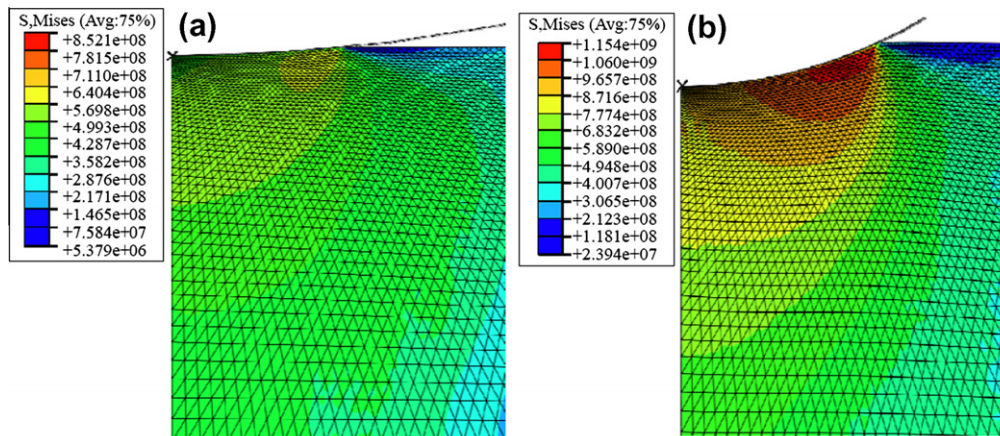 S,Mises (Avg:75%)
+8.521e+08
+7.815e+08
+7.110e+08
+6.404e+08
+5.698e+08
+4.993e+08
+4.287e+08
+3.582e+08
+2.876e+08
+2.171e+08
+1.465e+08
+7.584e+07
+5.379e+06
(a)
S,Mises (Avg:75%)
+1.154e+09
+1.060e+09
+9.657e+08
+8.716e+08
+7.774e+08
+6.832e+08
+5.890e+08
+4.948e+08
+4.007e+08
+3.065e+08
+2.123e+08
+1.181e+08
+2.394e+07
(b)